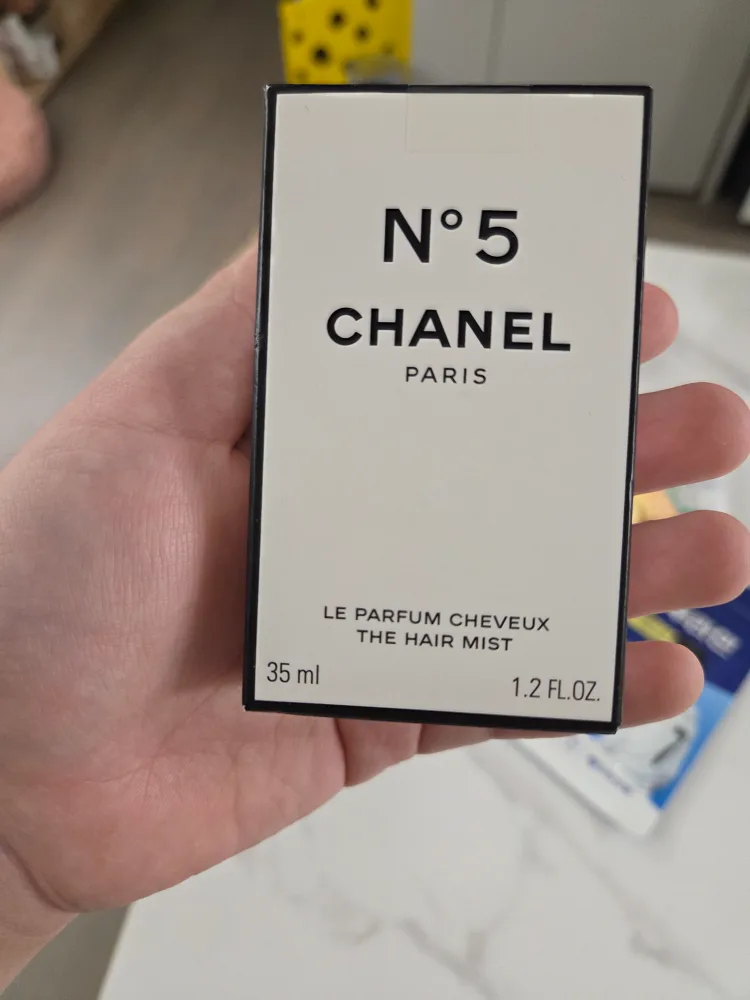 N°5
CHANEL
PARIS
LE PARFUM CHEVEUX
THE HAIR MIST
35 ml
1.2 FL.OZ.